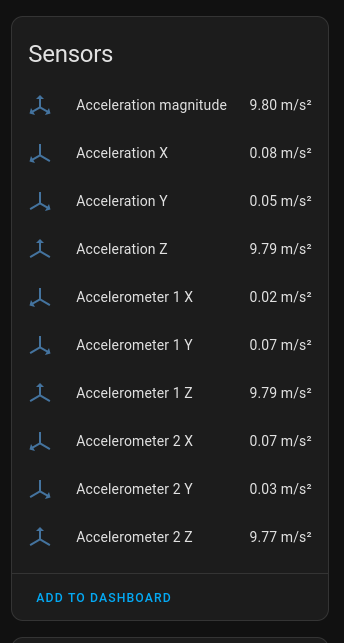 Sensors
Acceleration magnitude 9.80 m/s²
Acceleration X 0.08 m/s²
Acceleration Y 0.05 m/s²
Acceleration Z 9.79 m/s²
Accelerometer 1 X 0.02 m/s²
Accelerometer 1 Y 0.07 m/s²
Accelerometer 1 Z 9.79 m/s²
Accelerometer 2 X 0.07 m/s²
Accelerometer 2 Y 0.03 m/s²
Accelerometer 2 Z 9.77 m/s²
ADD TO DASHBOARD